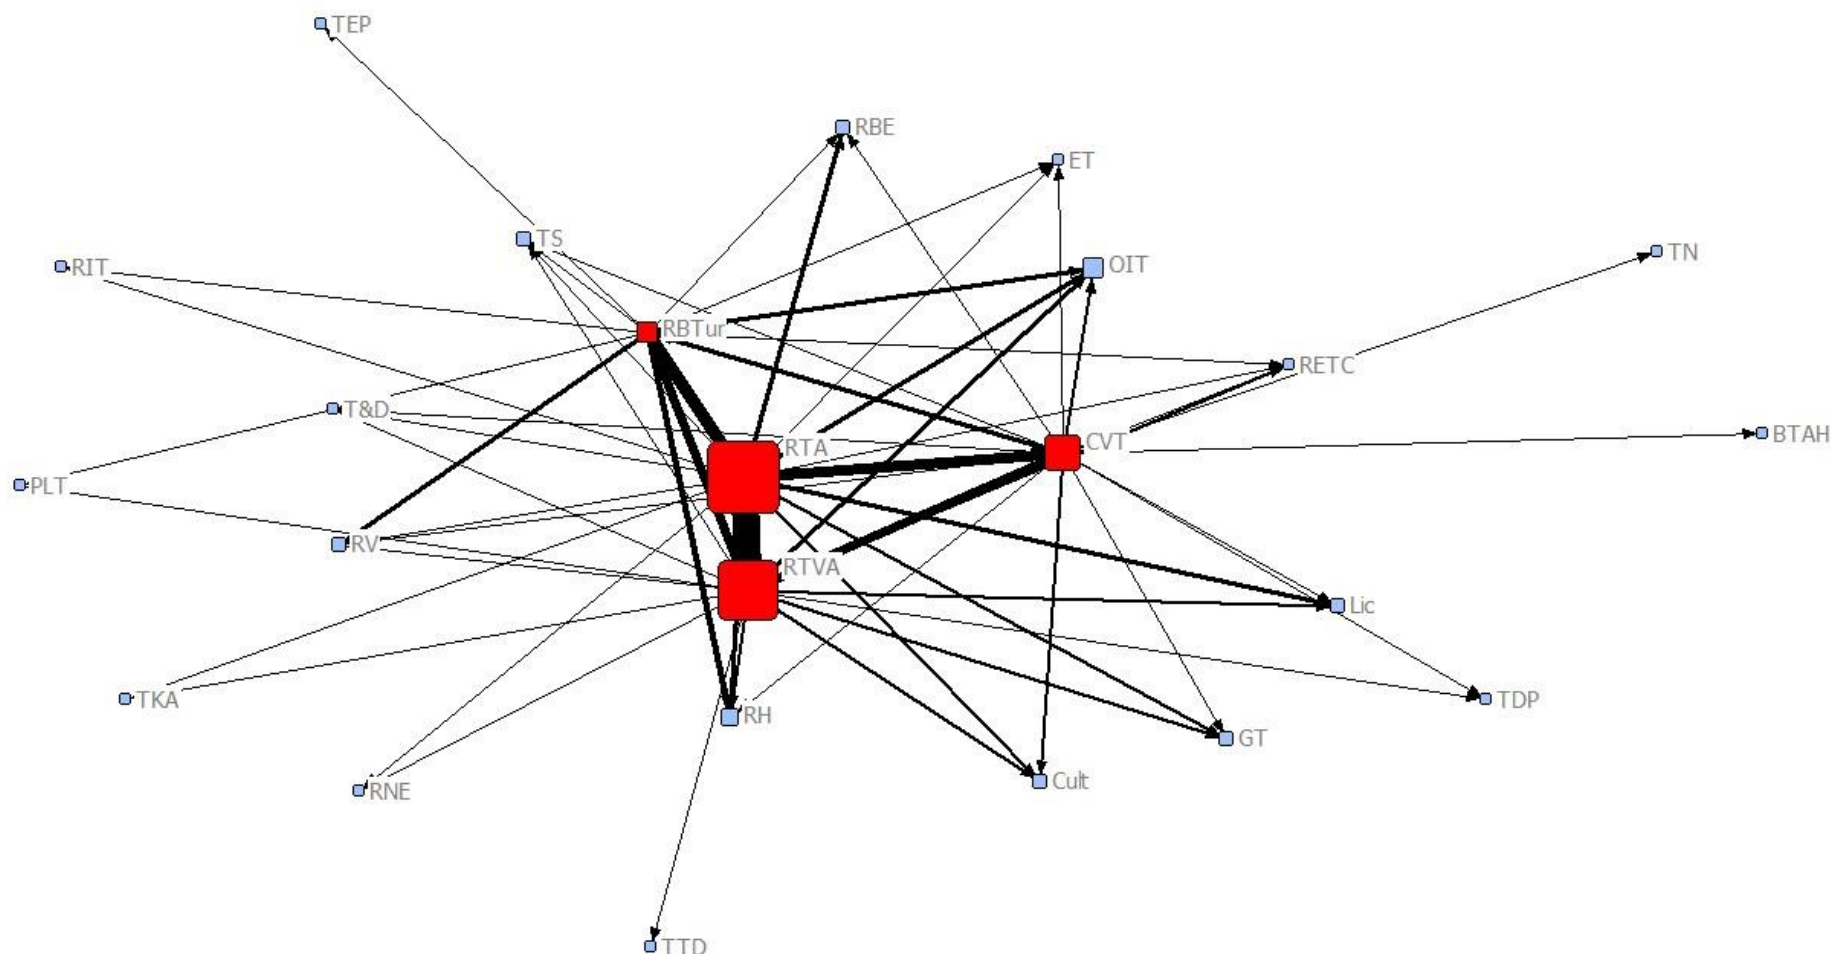 TEP
RBE
ET
TS
TN
OIT
RIT
RBTur
RETC
T&D
BTAH
CVT
RTA
PLT
RV
RTVA
Lic
TKA
TDP
RH
GT
Cult
RNE
TTD